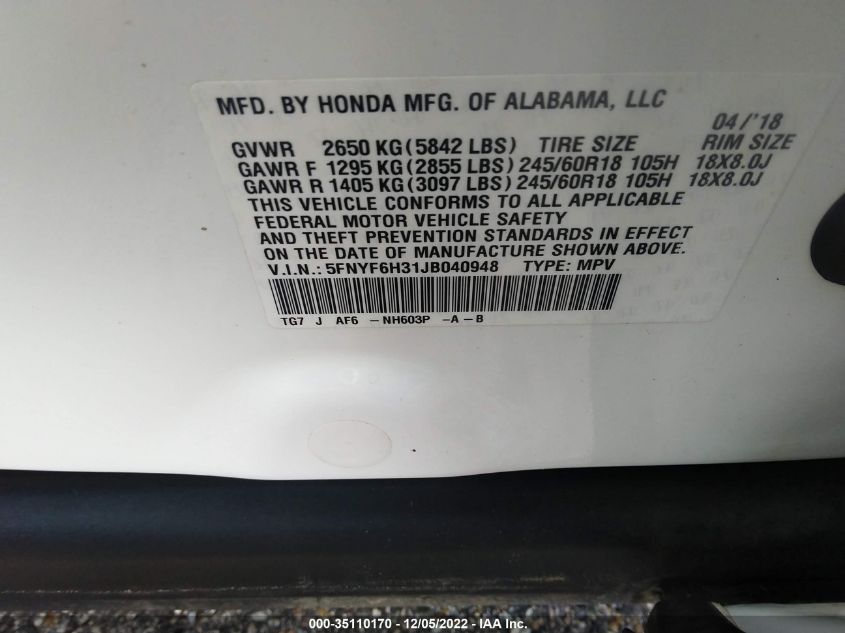 MFD. BY HONDA MFG. OF ALABAMA, LLC
04/'18
GVWR 2650 KG(5842 LBS) TIRE SIZE RIM SIZE
GAWR F 1295 KG(2855 LBS)245/60R18 105H 18X8.0J
GAWR R 1405 KG(3097 LBS)245/60R18 105H 18X8.0J
THIS VEHICLE CONFORMS TO ALL APPLICABLE
FEDERAL MOTOR VEHICLE SAFETY
AND THEFT PREVENTION STANDARDS IN EFFECT
ON THE DATE OF MANUFACTURE SHOWN ABOVE.
V.I.N.: 5FNYF6H31JB040948 TYPE: MPV
TG7 J AF6 -NH603P -A-B
000-35110170 - 12/05/2022 - IAA Inc.